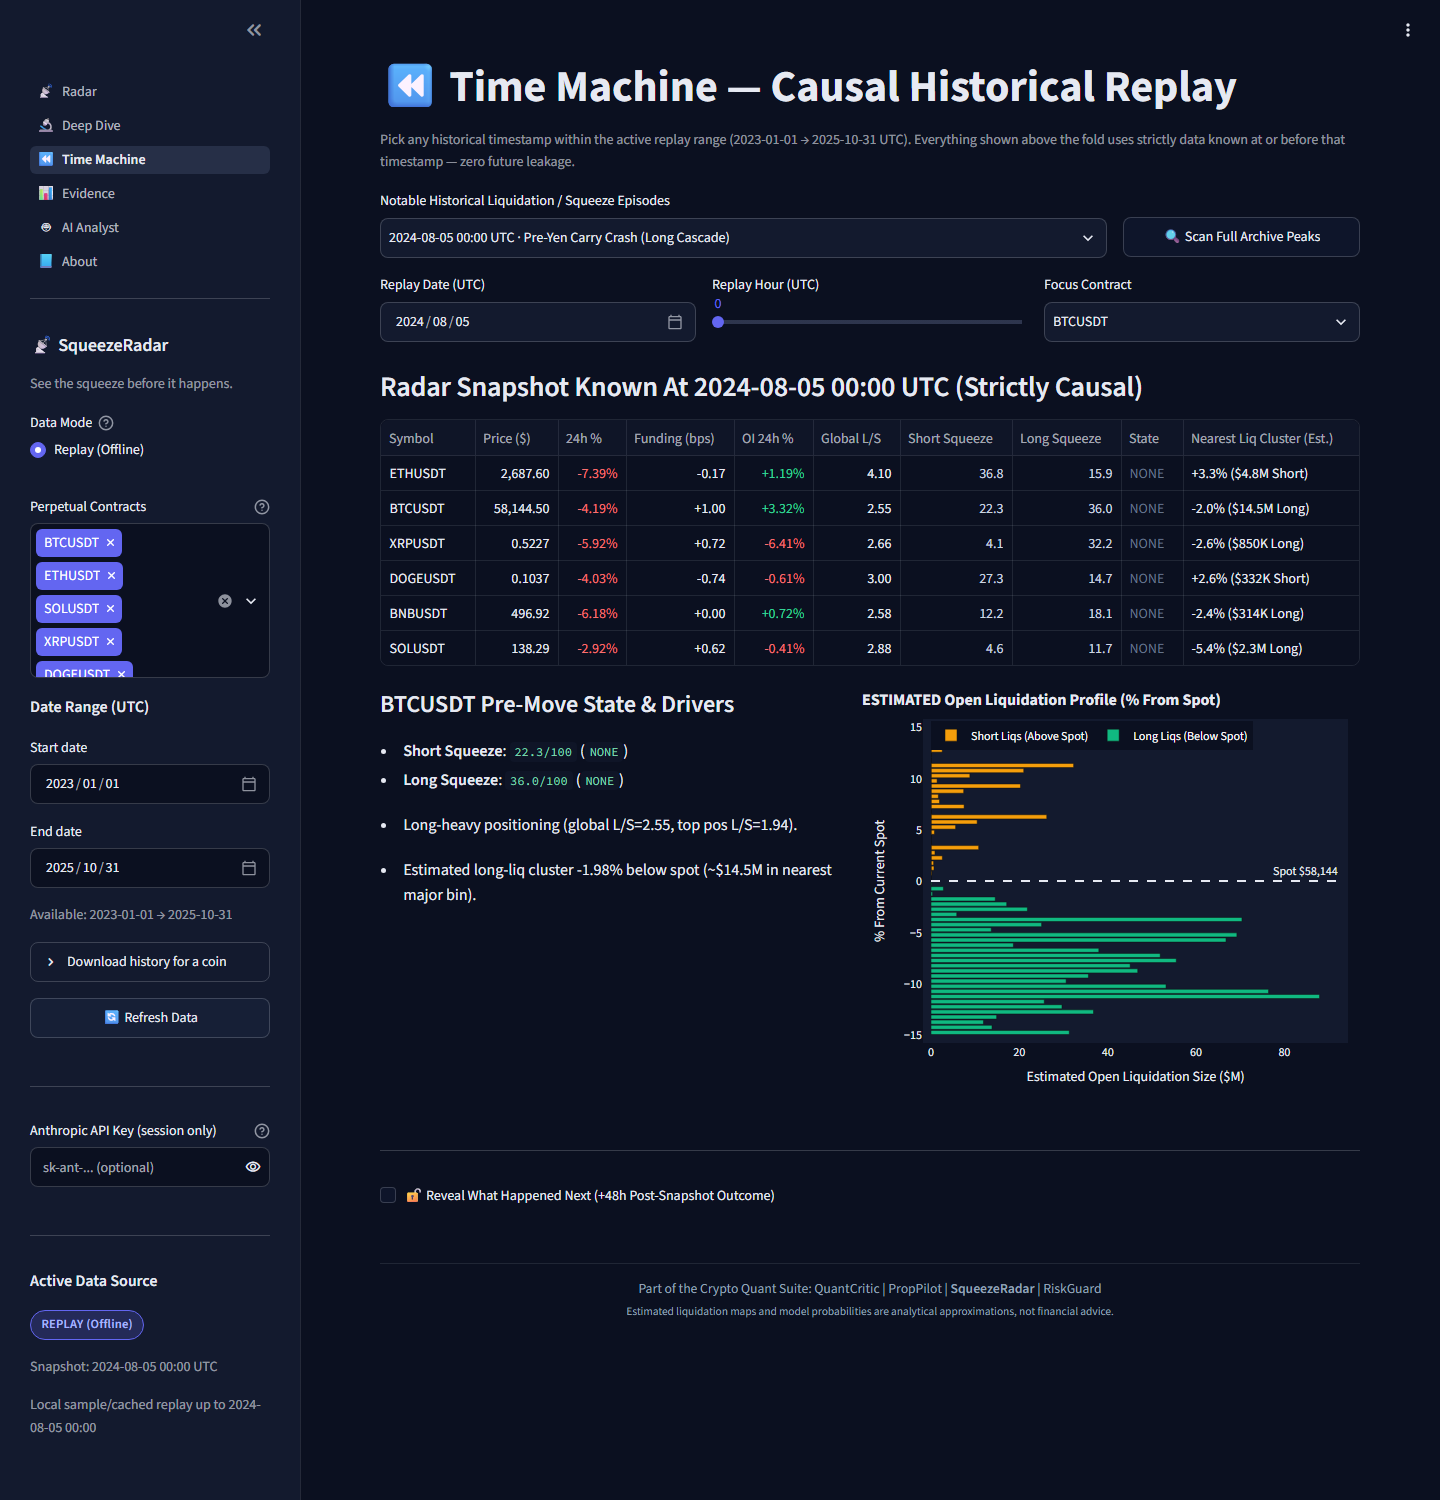 Radar
Deep Dive
Time Machine
Evidence
AI Analyst
About
SqueezeRadar
See the squeeze before it happens.
Data Mode
Replay (Offline)
Perpetual Contracts
BTCUSDT
ETHUSDT
SOLUSDT
XRPUSDT
DOGEUSDT
Date Range (UTC)
Start date
2023/01/01
End date
2025/10/31
Available: 2023-01-01 → 2025-10-31
Download history for a coin
Refresh Data
Anthropic API Key (session only)
sk-ant-... (optional)
Active Data Source
REPLAY (Offline)
Snapshot: 2024-08-05 00:00 UTC
Local sample/cached replay up to 2024-
08-05 00:00
Time Machine — Causal Historical Replay
Pick any historical timestamp within the active replay range (2023-01-01 → 2025-10-31 UTC). Everything shown above the fold uses strictly data known at or before that
timestamp — zero future leakage.
Notable Historical Liquidation / Squeeze Episodes
2024-08-05 00:00 UTC · Pre-Yen Carry Crash (Long Cascade)
Scan Full Archive Peaks
Replay Date (UTC)
2024/08/05
Replay Hour (UTC)
0
Focus Contract
BTCUSDT
Radar Snapshot Known At 2024-08-05 00:00 UTC (Strictly Causal)
Symbol Price ($) 24h % Funding (bps) OI 24h % Global L/S Short Squeeze Long Squeeze State Nearest Liq Cluster (Est.)
ETHUSDT 2,687.60 -7.39% -0.17 +1.19% 4.10 36.8 15.9 NONE +3.3% ($4.8M Short)
BTCUSDT 58,144.50 -4.19% +1.00 +3.32% 2.55 22.3 36.0 NONE -2.0% ($14.5M Long)
XRPUSDT 0.5227 -5.92% +0.72 -6.41% 2.66 4.1 32.2 NONE -2.6% ($850K Long)
DOGEUSDT 0.1037 -4.03% -0.74 -0.61% 3.00 27.3 14.7 NONE +2.6% ($332K Short)
BNBUSDT 496.92 -6.18% +0.00 +0.72% 2.58 12.2 18.1 NONE -2.4% ($314K Long)
SOLUSDT 138.29 -2.92% +0.62 -0.41% 2.88 4.6 11.7 NONE -5.4% ($2.3M Long)
BTCUSDT Pre-Move State & Drivers
Short Squeeze: 22.3/100 ( NONE )
Long Squeeze: 36.0/100 ( NONE )
Long-heavy positioning (global L/S=2.55, top pos L/S=1.94).
Estimated long-liq cluster -1.98% below spot (~$14.5M in nearest
major bin).
ESTIMATED Open Liquidation Profile (% From Spot)
Short Liqs (Above Spot) Long Liqs (Below Spot)
% From Current Spot
15
10
5
0
−5
−10
−15
Spot $58,144
0 20 40 60 80
Estimated Open Liquidation Size ($M)
Reveal What Happened Next (+48h Post-Snapshot Outcome)
Part of the Crypto Quant Suite: QuantCritic | PropPilot | SqueezeRadar | RiskGuard
Estimated liquidation maps and model probabilities are analytical approximations, not financial advice.